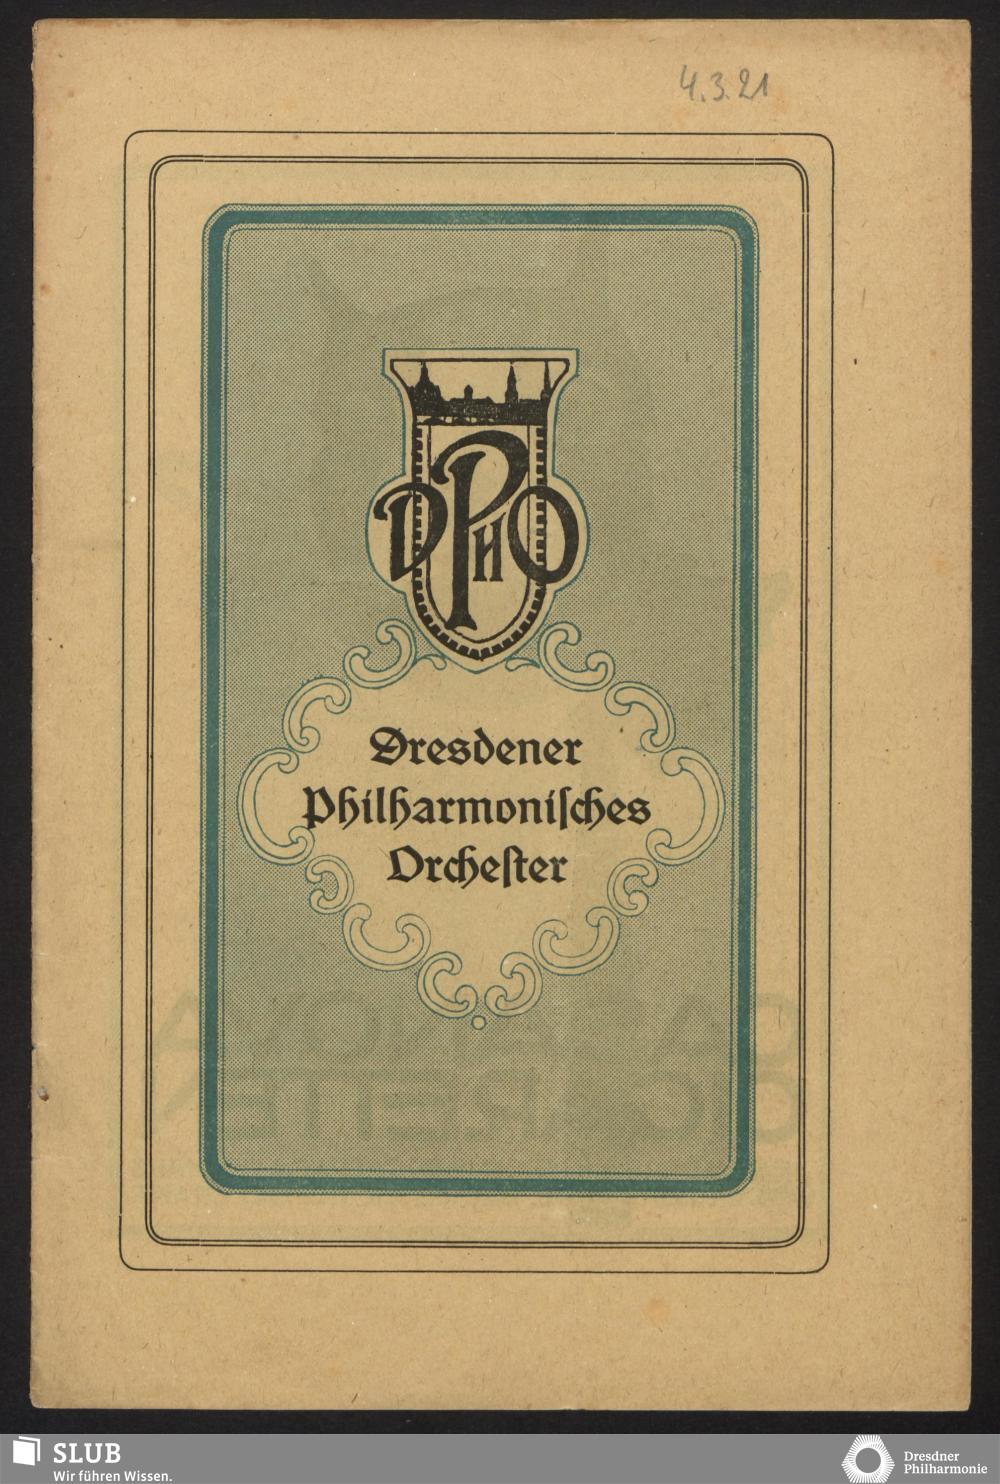 4.3.21
DPHO
Dresdener
Philharmoniſches
Orcheſter
SLUB
Wir führen Wissen.
Dresdner
Philharmonie